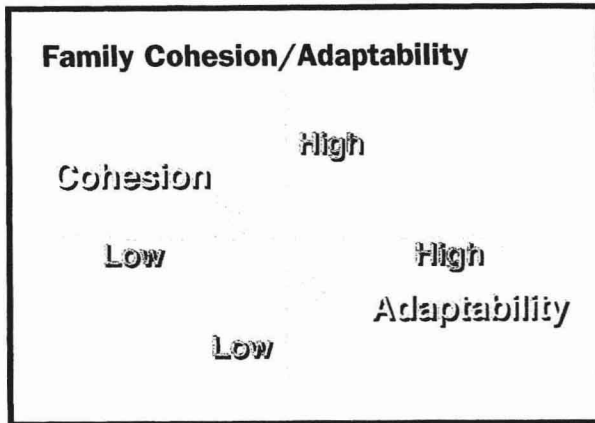 Family Cohesion/Adaptability
High
Cohesion
Low High
Adaptability
Low